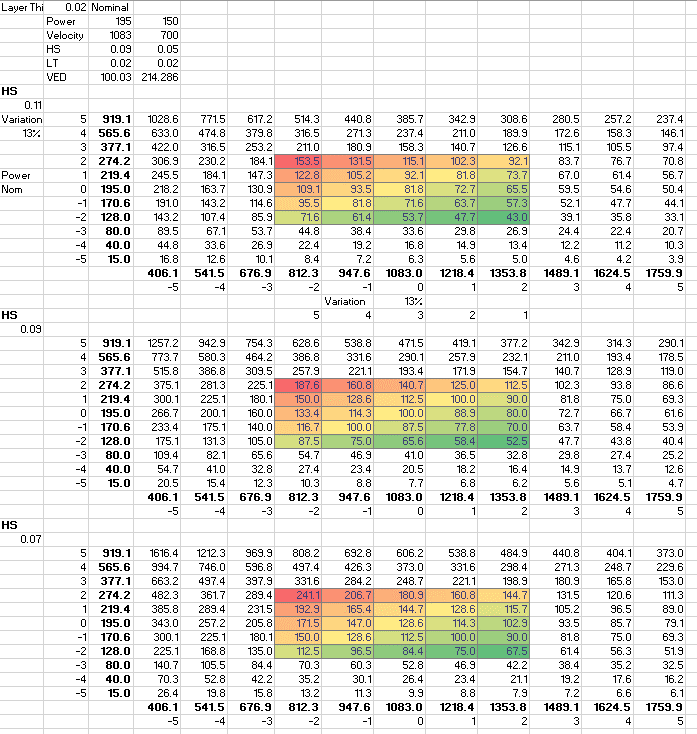 Layer Thi 0.02 Nominal
Power 195 150
Velocity 1083 700
HS 0.09 0.05
LT 0.02 0.02
VED 100.03 214.286
HS
0.11
Variation 5 919.1 1028.6 771.5 617.2 514.3 440.8 385.7 342.9 308.6 280.5 257.2 237.4
13% 4 565.6 633.0 474.8 379.8 316.5 271.3 237.4 211.0 189.9 172.6 158.3 146.1
3 377.1 422.0 316.5 253.2 211.0 180.9 158.3 140.7 126.6 115.1 105.5 97.4
2 274.2 306.9 230.2 184.1 153.5 131.5 115.1 102.3 92.1 83.7 76.7 70.8
Power 1 219.4 245.5 184.1 147.3 122.8 105.2 92.1 81.8 73.7 67.0 61.4 56.7
Nom 0 195.0 218.2 163.7 130.9 109.1 93.5 81.8 72.7 65.5 59.5 54.6 50.4
-1 170.6 191.0 143.2 114.6 95.5 81.8 71.6 63.7 57.3 52.1 47.7 44.1
-2 128.0 143.2 107.4 85.9 71.6 61.4 53.7 47.7 43.0 39.1 35.8 33.1
-3 80.0 89.5 67.1 53.7 44.8 38.4 33.6 29.8 26.9 24.4 22.4 20.7
-4 40.0 44.8 33.6 26.9 22.4 19.2 16.8 14.9 13.4 12.2 11.2 10.3
-5 15.0 16.8 12.6 10.1 8.4 7.2 6.3 5.6 5.0 4.6 4.2 3.9
406.1 541.5 676.9 812.3 947.6 1083.0 1218.4 1353.8 1489.1 1624.5 1759.9
-5 -4 -3 -2 -1 0 1 2 3 4 5
Variation 13%
HS 5 4 3 2 1
0.09
5 919.1 1257.2 942.9 754.3 628.6 538.8 471.5 419.1 377.2 342.9 314.3 290.1
4 565.6 773.7 580.3 464.2 386.8 331.6 290.1 257.9 232.1 211.0 193.4 178.5
3 377.1 515.8 386.8 309.5 257.9 221.1 193.4 171.9 154.7 140.7 128.9 119.0
2 274.2 375.1 281.3 225.1 187.6 160.8 140.7 125.0 112.5 102.3 93.8 86.6
1 219.4 300.1 225.1 180.1 150.0 128.6 112.5 100.0 90.0 81.8 75.0 69.3
0 195.0 266.7 200.1 160.0 133.4 114.3 100.0 88.9 80.0 72.7 66.7 61.6
-1 170.6 233.4 175.1 140.0 116.7 100.0 87.5 77.8 70.0 63.7 58.4 53.9
-2 128.0 175.1 131.3 105.0 87.5 75.0 65.6 58.4 52.5 47.7 43.8 40.4
-3 80.0 109.4 82.1 65.6 54.7 46.9 41.0 36.5 32.8 29.8 27.4 25.2
-4 40.0 54.7 41.0 32.8 27.4 23.4 20.5 18.2 16.4 14.9 13.7 12.6
-5 15.0 20.5 15.4 12.3 10.3 8.8 7.7 6.8 6.2 5.6 5.1 4.7
406.1 541.5 676.9 812.3 947.6 1083.0 1218.4 1353.8 1489.1 1624.5 1759.9
-5 -4 -3 -2 -1 0 1 2 3 4 5
HS
0.07
5 919.1 1616.4 1212.3 969.9 808.2 692.8 606.2 538.8 484.9 440.8 404.1 373.0
4 565.6 994.7 746.0 596.8 497.4 426.3 373.0 331.6 298.4 271.3 248.7 229.6
3 377.1 663.2 497.4 397.9 331.6 284.2 248.7 221.1 198.9 180.9 165.8 153.0
2 274.2 482.3 361.7 289.4 241.1 206.7 180.9 160.8 144.7 131.5 120.6 111.3
1 219.4 385.8 289.4 231.5 192.9 165.4 144.7 128.6 115.7 105.2 96.5 89.0
0 195.0 343.0 257.2 205.8 171.5 147.0 128.6 114.3 102.9 93.5 85.7 79.1
-1 170.6 300.1 225.1 180.1 150.0 128.6 112.5 100.0 90.0 81.8 75.0 69.3
-2 128.0 225.1 168.8 135.0 112.5 96.5 84.4 75.0 67.5 61.4 56.3 51.9
-3 80.0 140.7 105.5 84.4 70.3 60.3 52.8 46.9 42.2 38.4 35.2 32.5
-4 40.0 70.3 52.8 42.2 35.2 30.1 26.4 23.4 21.1 19.2 17.6 16.2
-5 15.0 26.4 19.8 15.8 13.2 11.3 9.9 8.8 7.9 7.2 6.6 6.1
406.1 541.5 676.9 812.3 947.6 1083.0 1218.4 1353.8 1489.1 1624.5 1759.9
-5 -4 -3 -2 -1 0 1 2 3 4 5